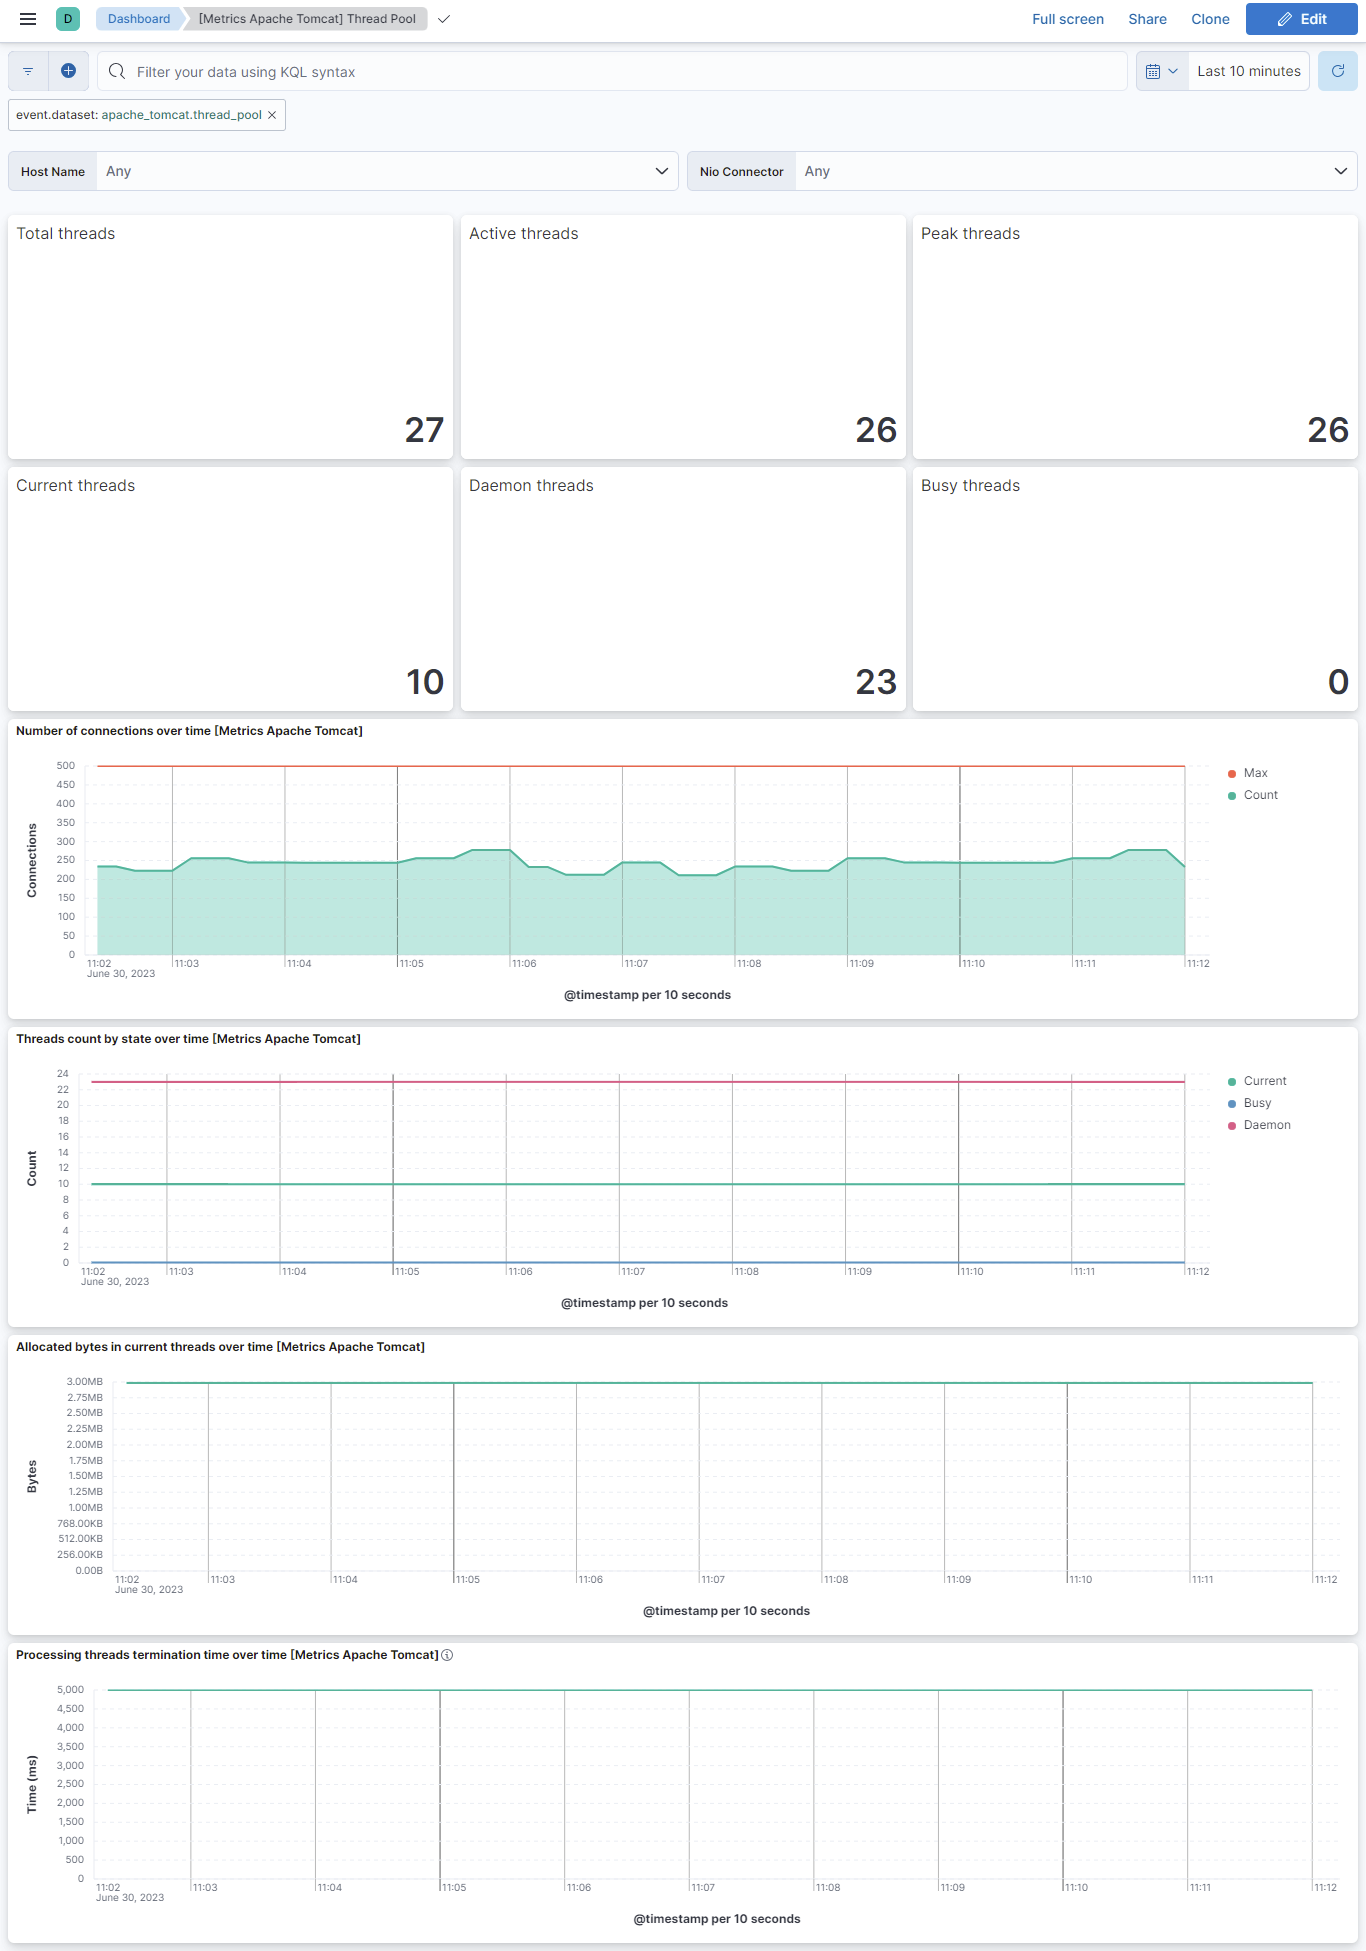 D Dashboard [Metrics Apache Tomcat] Thread Pool Full screen Share Clone Edit
Filter your data using KQL syntax Last 10 minutes
event.dataset: apache_tomcat.thread_pool ×
Host Name Any Nio Connector Any
Total threads Active threads Peak threads
27 26 26
Current threads Daemon threads Busy threads
10 23 0
Number of connections over time [Metrics Apache Tomcat]
Connections
500
450
400
350
300
250
200
150
100
50
0
Max
Count
11:02 11:03 11:04 11:05 11:06 11:07 11:08 11:09 11:10 11:11 11:12
June 30, 2023
@timestamp per 10 seconds
Threads count by state over time [Metrics Apache Tomcat]
Count
24
22
20
18
16
14
12
10
8
6
4
2
0
Current
Busy
Daemon
11:02 11:03 11:04 11:05 11:06 11:07 11:08 11:09 11:10 11:11 11:12
June 30, 2023
@timestamp per 10 seconds
Allocated bytes in current threads over time [Metrics Apache Tomcat]
Bytes
3.00MB
2.75MB
2.50MB
2.25MB
2.00MB
1.75MB
1.50MB
1.25MB
1.00MB
768.00KB
512.00KB
256.00KB
0.00B
11:02 11:03 11:04 11:05 11:06 11:07 11:08 11:09 11:10 11:11 11:12
June 30, 2023
@timestamp per 10 seconds
Processing threads termination time over time [Metrics Apache Tomcat]
Time (ms)
5,000
4,500
4,000
3,500
3,000
2,500
2,000
1,500
1,000
500
0
11:02 11:03 11:04 11:05 11:06 11:07 11:08 11:09 11:10 11:11 11:12
June 30, 2023
@timestamp per 10 seconds